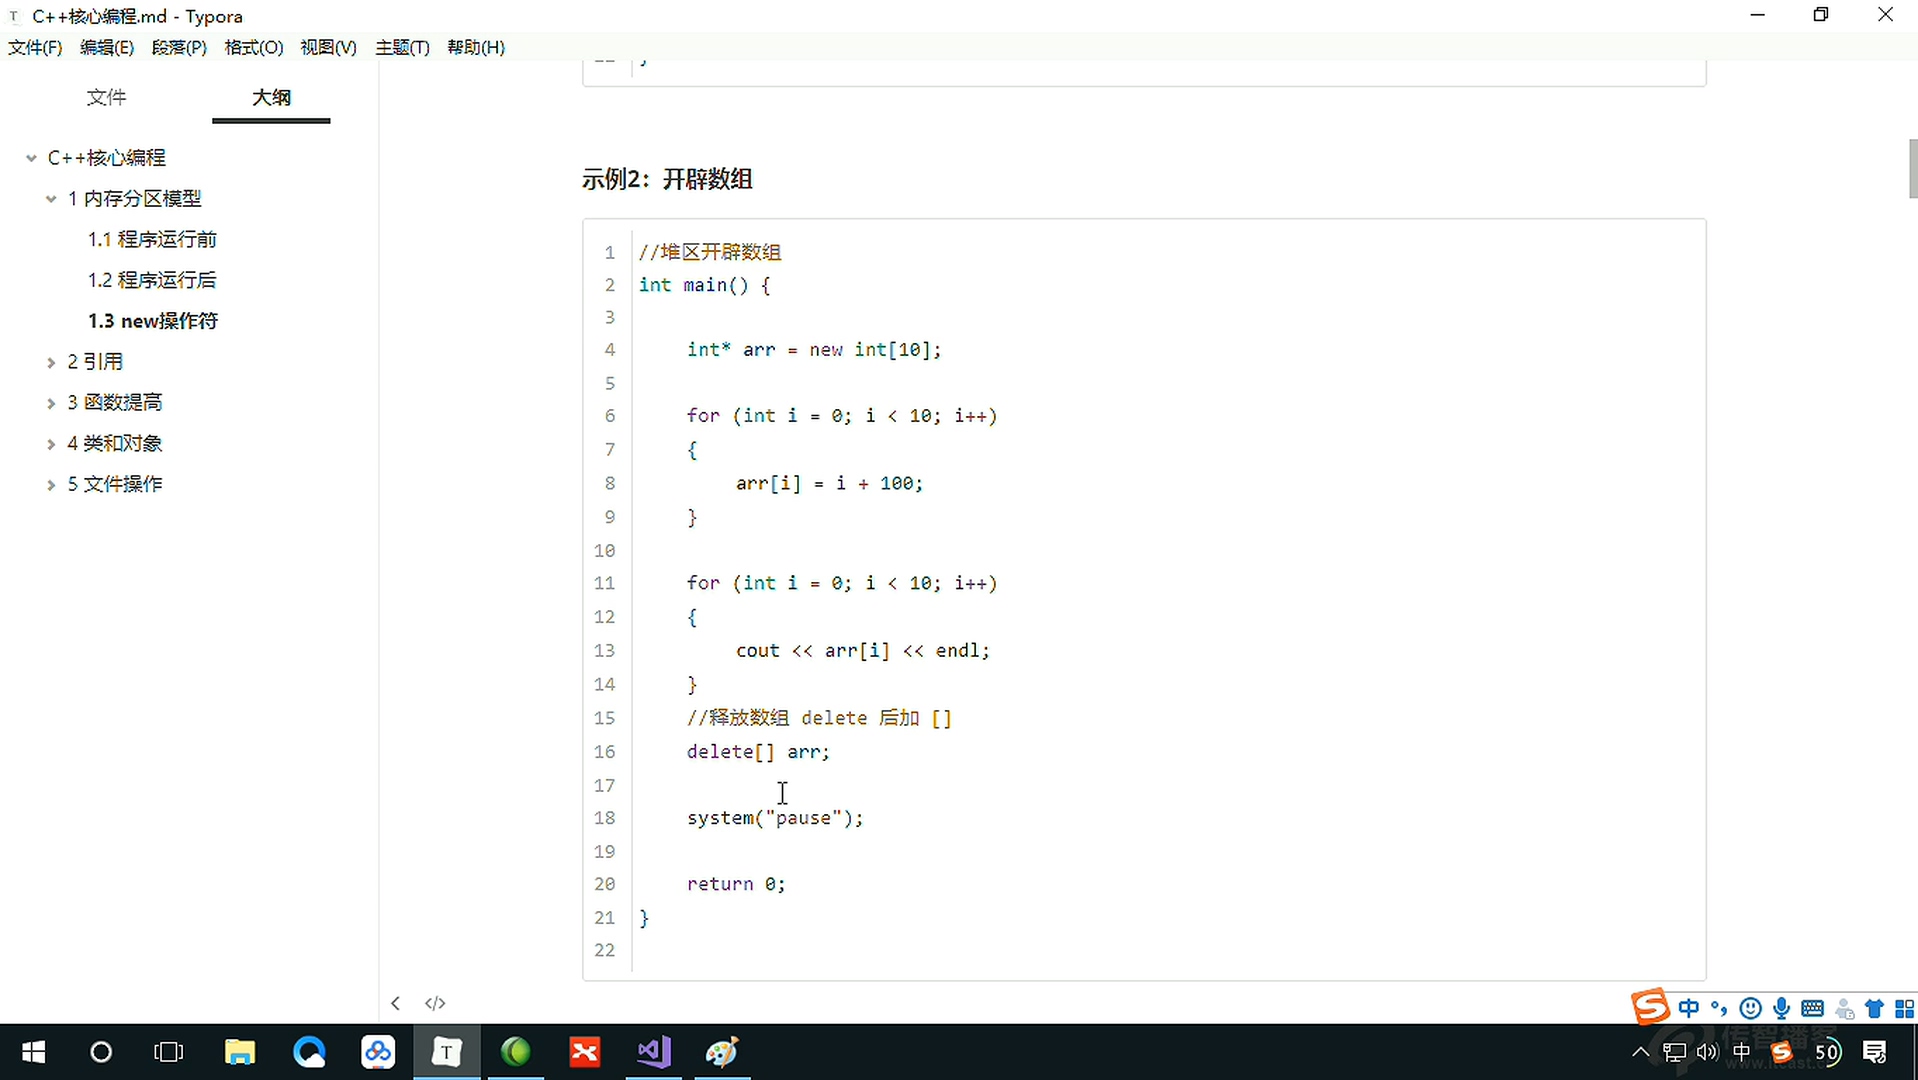 C++核心编程.md - Typora
文件(F) 编辑(E) 段落(P) 格式(O) 视图(V) 主题(T) 帮助(H)
文件 大纲
C++核心编程
1 内存分区模型
1.1 程序运行前
1.2 程序运行后
1.3 new操作符
2 引用
3 函数提高
4 类和对象
5 文件操作
示例2：开辟数组
1 //堆区开辟数组
2 int main() {
3
4 int* arr = new int[10];
5
6 for (int i = 0; i < 10; i++)
7 {
8 arr[i] = i + 100;
9 }
10
11 for (int i = 0; i < 10; i++)
12 {
13 cout << arr[i] << endl;
14 }
15 //释放数组 delete 后加 []
16 delete[] arr;
17
18 system("pause");
19
20 return 0;
21 }
22
</>
中
中 50
传智播客